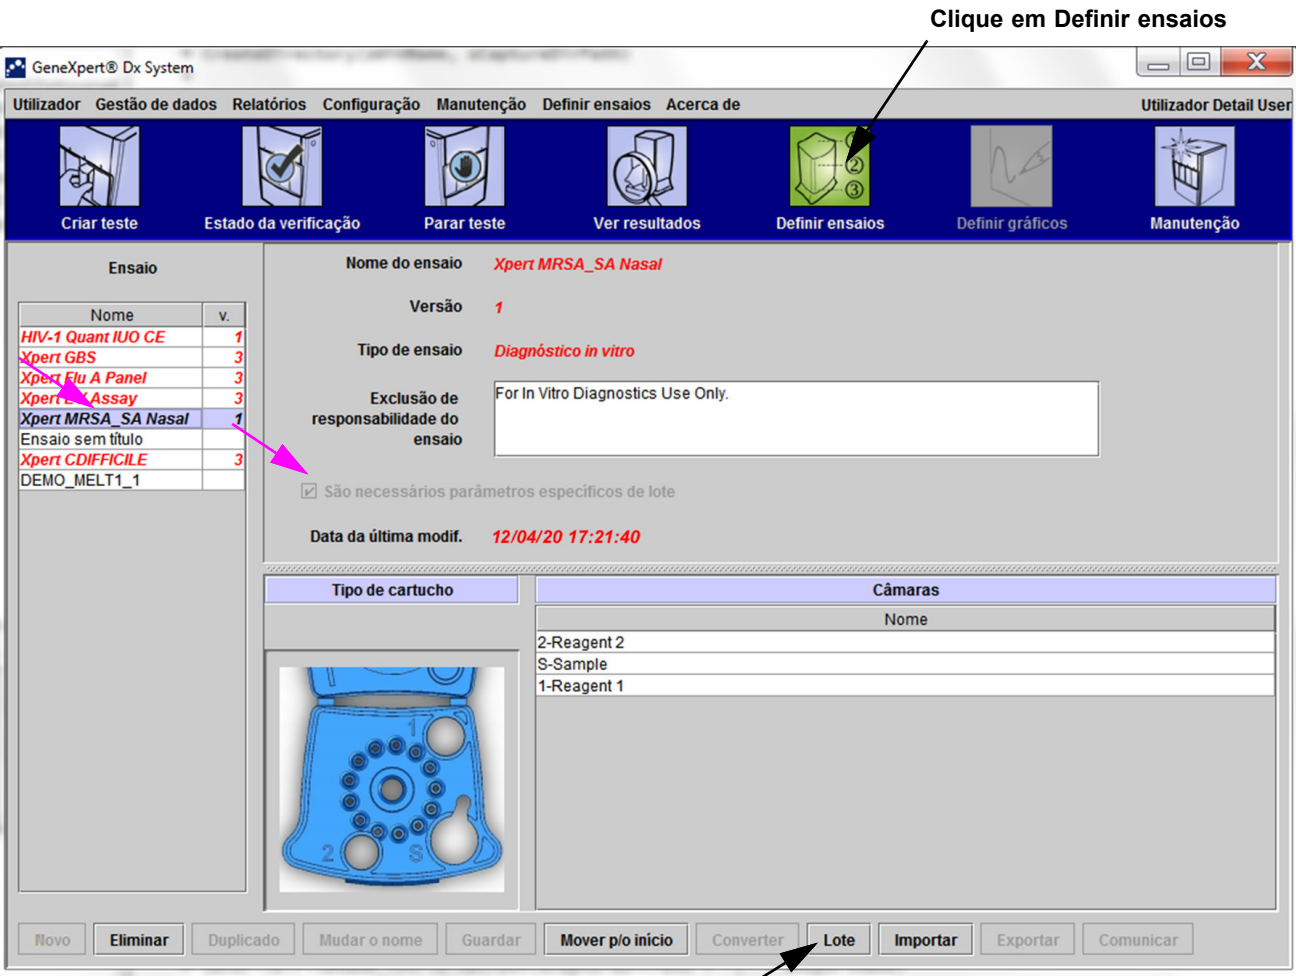 Clique em Definir ensaios
GeneXpert® Dx System
Utilizador Gestão de dados Relatórios Configuração Manutenção Definir ensaios Acerca de Utilizador Detail User
Criar teste Estado da verificação Parar teste Ver resultados Definir ensaios Definir gráficos Manutenção
Ensaio
Nome v.
HIV-1 Quant IUO CE 1
Xpert GBS 3
Xpert Flu A Panel 3
Xpert Assay 3
Xpert MRSA_SA Nasal 1
Ensaio sem título
Xpert CDIFFICILE 3
DEMO_MELT1_1
Nome do ensaio Xpert MRSA_SA Nasal
Versão 1
Tipo de ensaio Diagnóstico in vitro
Exclusão de
responsabilidade do
ensaio
For In Vitro Diagnostics Use Only.
São necessários parâmetros específicos de lote
Data da última modif. 12/04/20 17:21:40
Tipo de cartucho
Câmaras
Nome
2-Reagent 2
S-Sample
1-Reagent 1
1
2 S
Novo Eliminar Duplicado Mudar o nome Guardar Mover p/o início Converter Lote Importar Exportar Comunicar